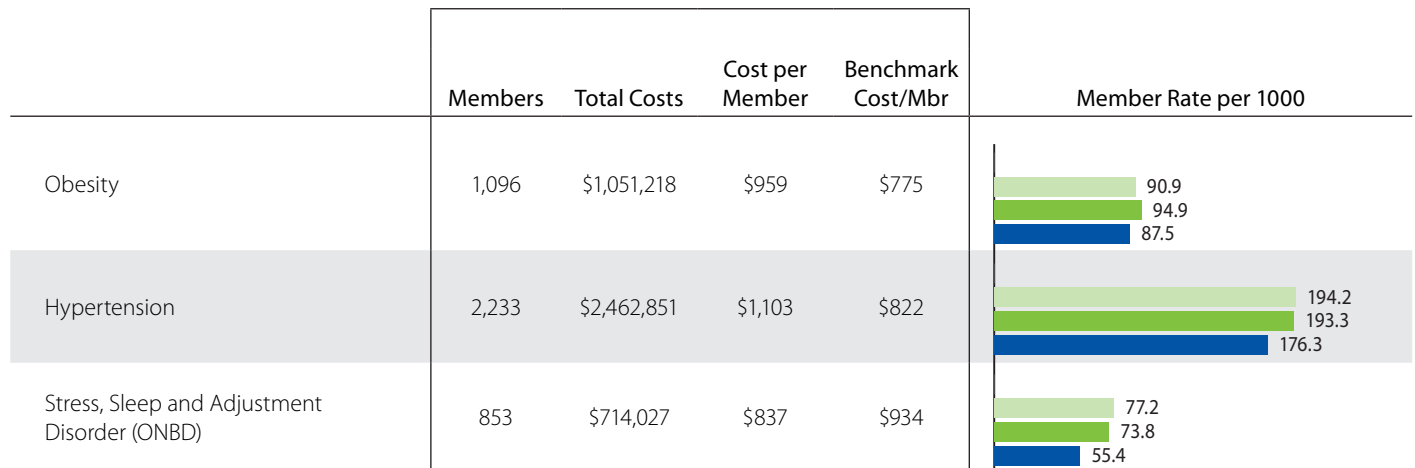 Members Total Costs Cost per Member Benchmark Cost/Mbr Member Rate per 1000
Obesity 1,096 $1,051,218 $959 $775
90.9
94.9
87.5
Hypertension 2,233 $2,462,851 $1,103 $822
194.2
193.3
176.3
Stress, Sleep and Adjustment
Disorder (ONBD) 853 $714,027 $837 $934
77.2
73.8
55.4